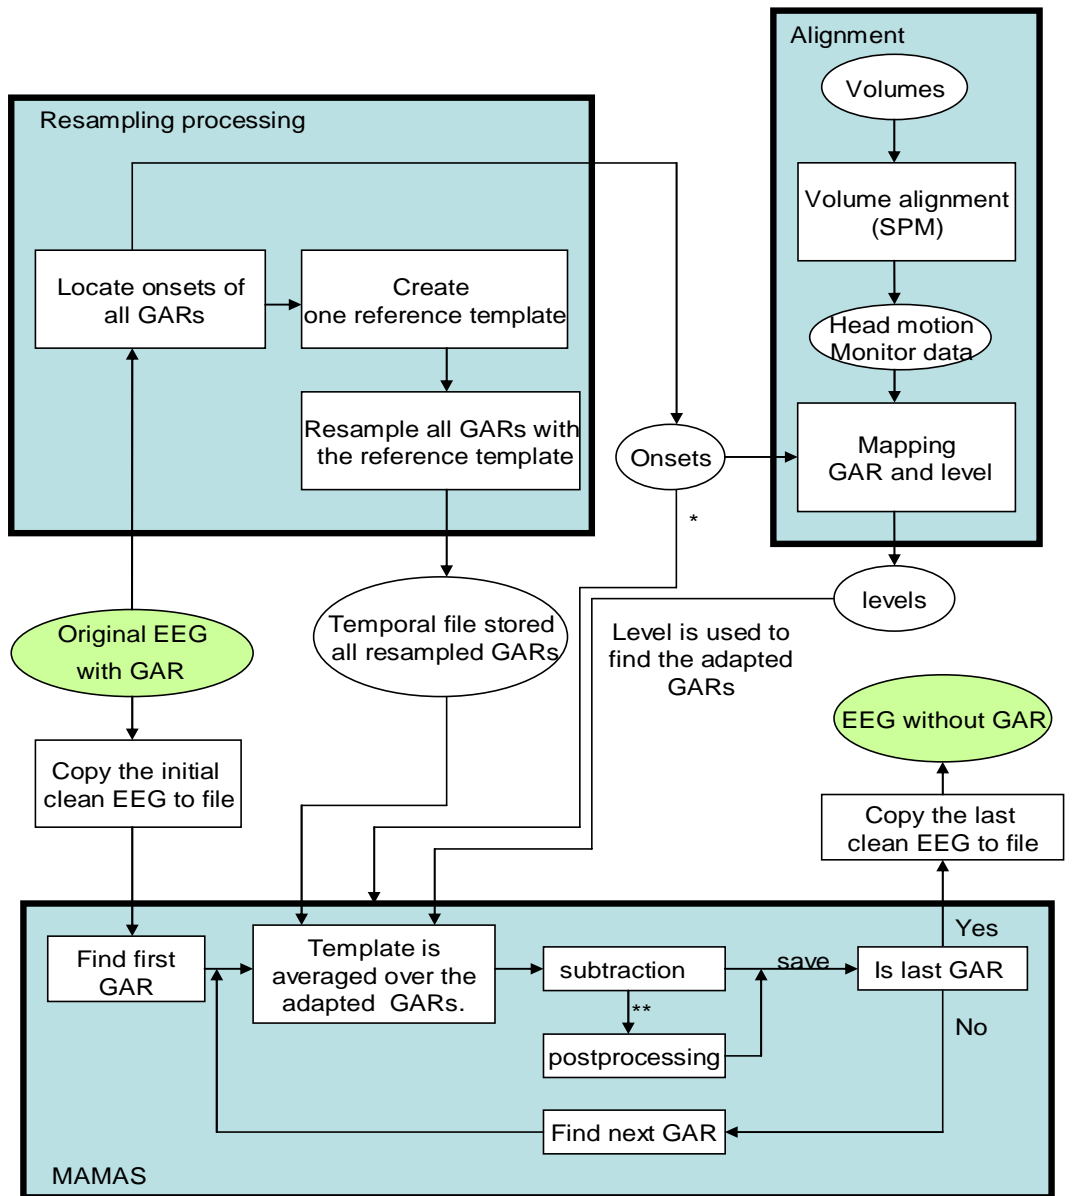 Alignment
Volumes
Volume alignment
(SPM)
Head motion
Monitor data
Mapping
GAR and level
levels
Resampling processing
Locate onsets of
all GARs
Create
one reference template
Resample all GARs with
the reference template
Onsets
*
Original EEG
with GAR
Temporal file stored
all resampled GARs
Level is used to
find the adapted
GARs
EEG without GAR
Copy the initial
clean EEG to file
Copy the last
clean EEG to file
Yes
Find first
GAR
Template is
averaged over the
adapted GARs.
subtraction
save
Is last GAR
**
No
postprocessing
Find next GAR
MAMAS